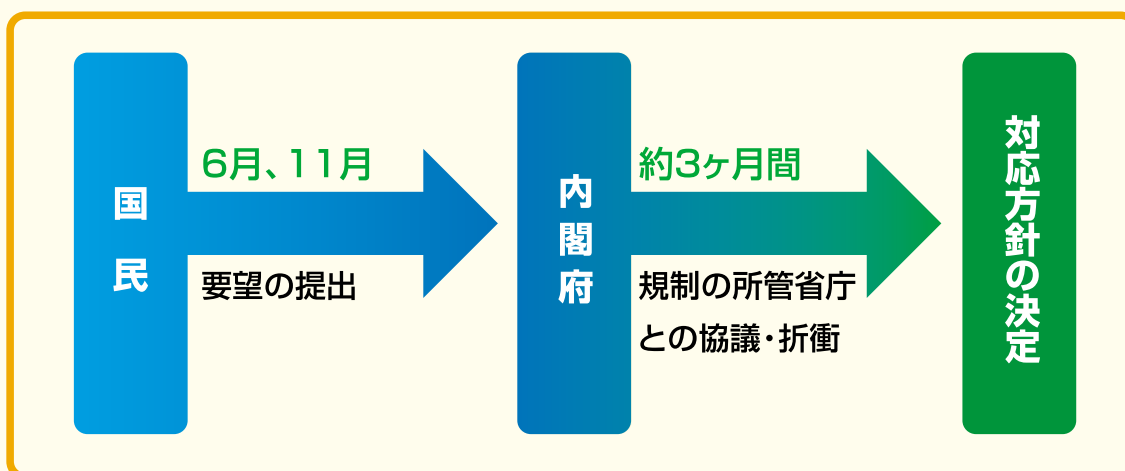 国民
6月、11月
要望の提出
内閣府
約3ヶ月間
規制の所管省庁
との協議・折衝
対応方針の決定